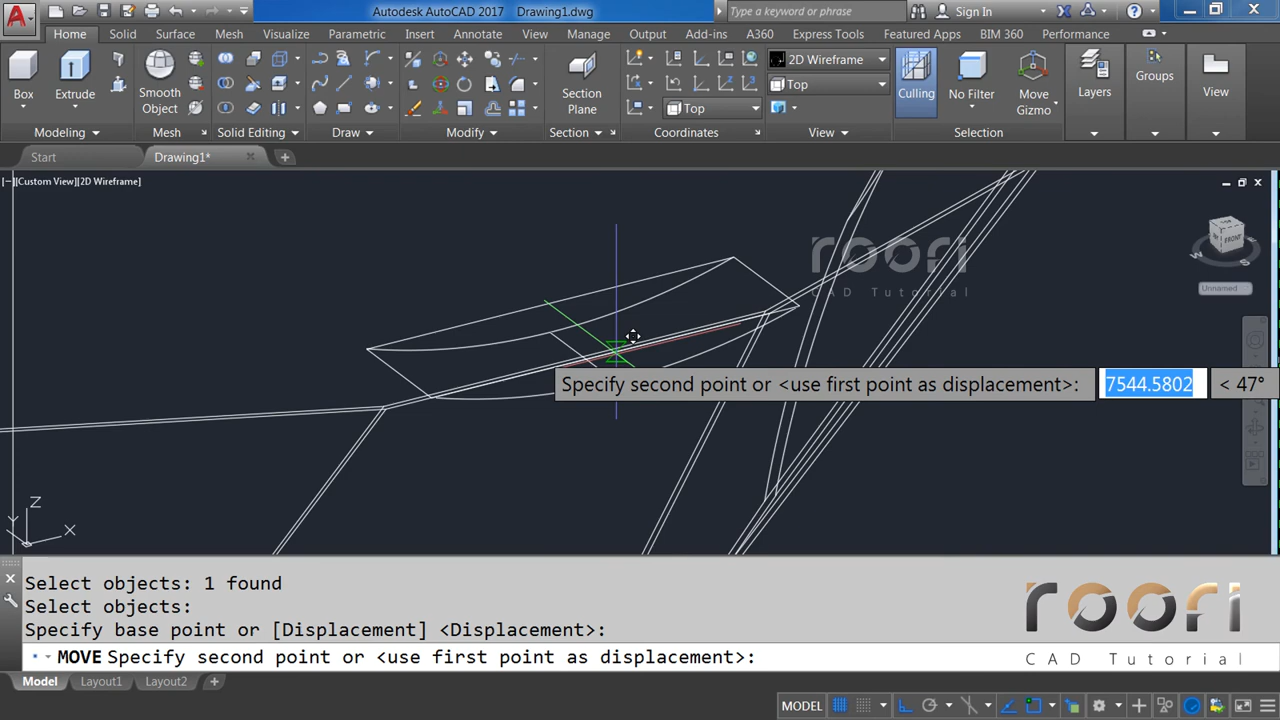 Autodesk AutoCAD 2017 Drawing1.dwg
Type a keyword or phrase
Sign In
Home Solid Surface Mesh Visualize Parametric Insert Annotate View Manage Output Add-ins A360 Express Tools Featured Apps BIM 360 Performance
Box
Extrude
Smooth Object
Section Plane
2D Wireframe
Top
Top
Culling
No Filter
Move Gizmo
Layers
Groups
View
Modeling Mesh Solid Editing Draw Modify Section Coordinates View Selection
Start Drawing1*
[−][Custom View][2D Wireframe]
roofi
CAD Tutorial
FRONT
W
S
Unnamed
Specify second point or <use first point as displacement>: 7544.5802 < 47°
Z
Y
X
Select objects: 1 found
Select objects:
Specify base point or [Displacement] <Displacement>:
MOVE Specify second point or <use first point as displacement>:
roofi
CAD Tutorial
Model Layout1 Layout2
MODEL